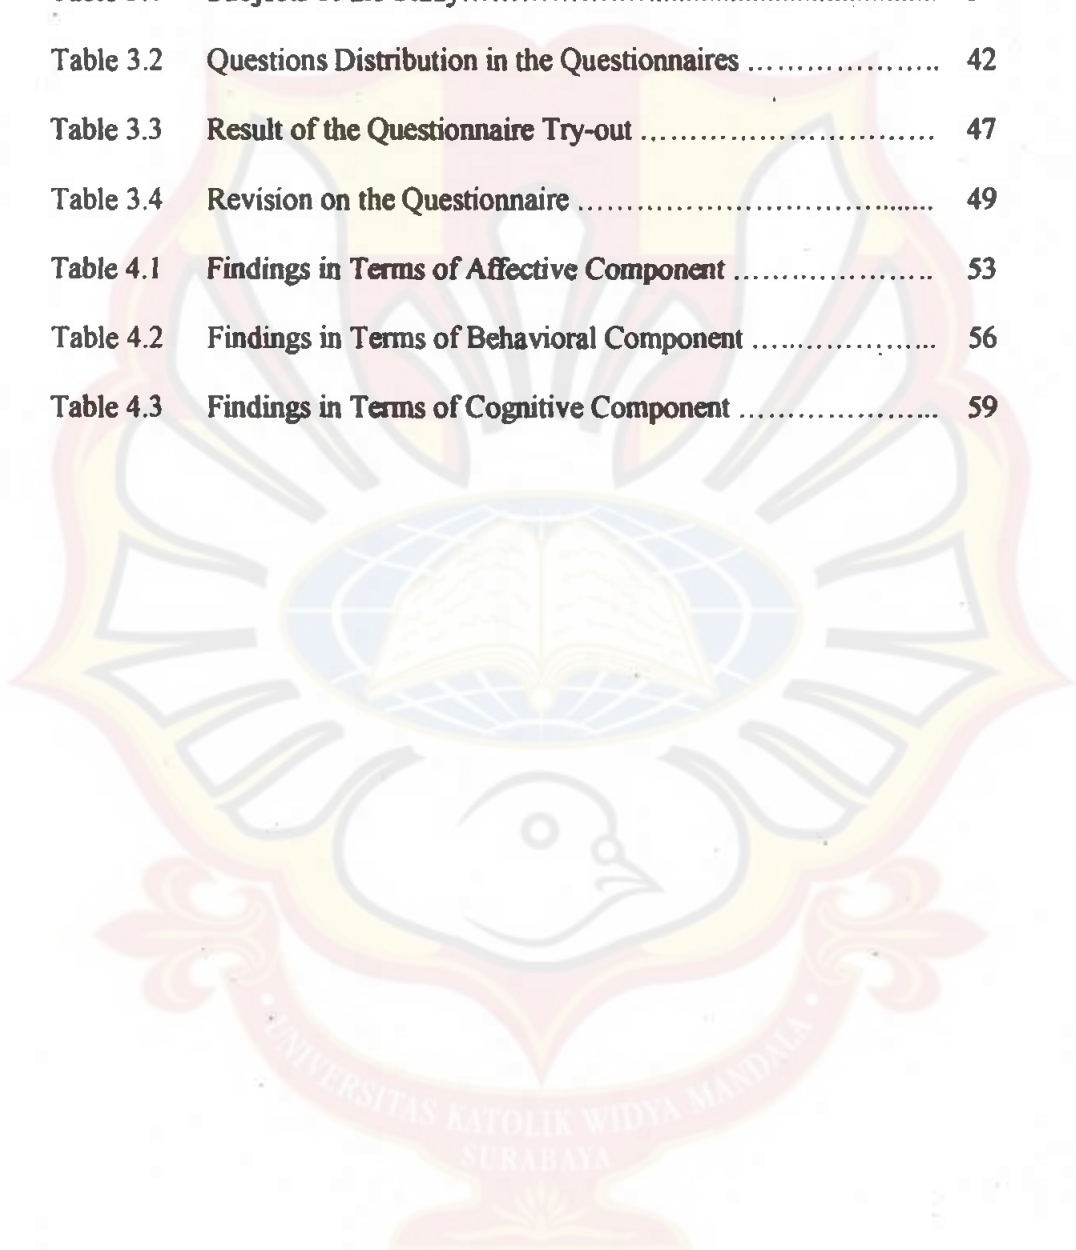 Table 3.2 Questions Distribution in the Questionnaires ................... 42
Table 3.3 Result of the Questionnaire Try-out ............................. 47
Table 3.4 Revision on the Questionnaire ................................... 49
Table 4.1 Findings in Terms of Affective Component .................... 53
Table 4.2 Findings in Terms of Behavioral Component .................. 56
Table 4.3 Findings in Terms of Cognitive Component .................... 59
UNIVERSITAS KATOLIK WIDYA MANDALA
SURABAYA